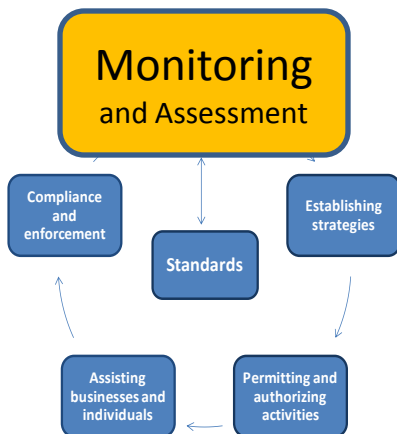 Monitoring
and Assessment
Compliance
and
enforcement
Establishing
strategies
Standards
Assisting
businesses and
individuals
Permitting and
authorizing
activities